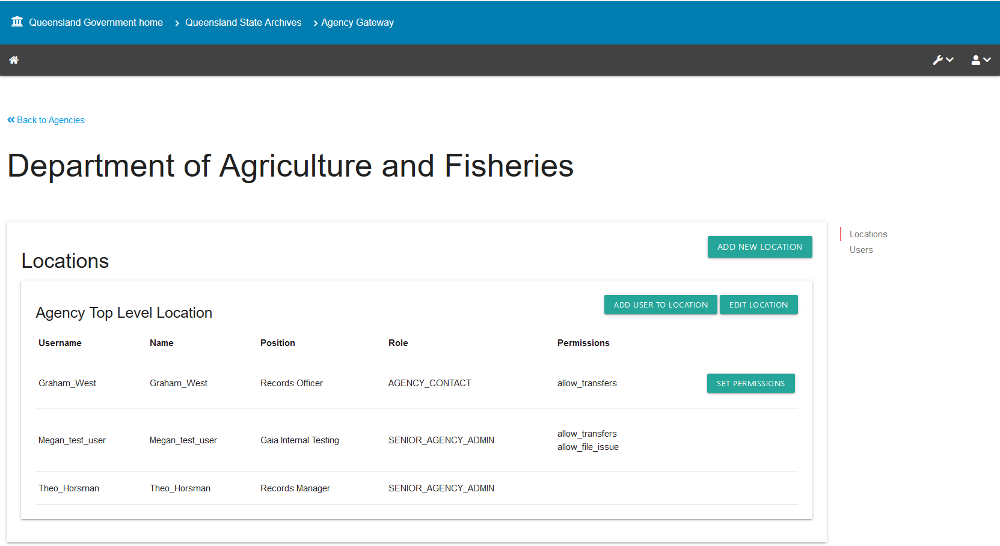 Queensland Government home > Queensland State Archives > Agency Gateway
Back to Agencies
Department of Agriculture and Fisheries
ADD NEW LOCATION
Locations
Locations
Users
Agency Top Level Location
ADD USER TO LOCATION EDIT LOCATION
Username Name Position Role Permissions
Graham_West Graham_West Records Officer AGENCY_CONTACT allow_transfers SET PERMISSIONS
Megan_test_user Megan_test_user Gaia Internal Testing SENIOR_AGENCY_ADMIN allow_transfers
allow_file_issue
Theo_Horsman Theo_Horsman Records Manager SENIOR_AGENCY_ADMIN